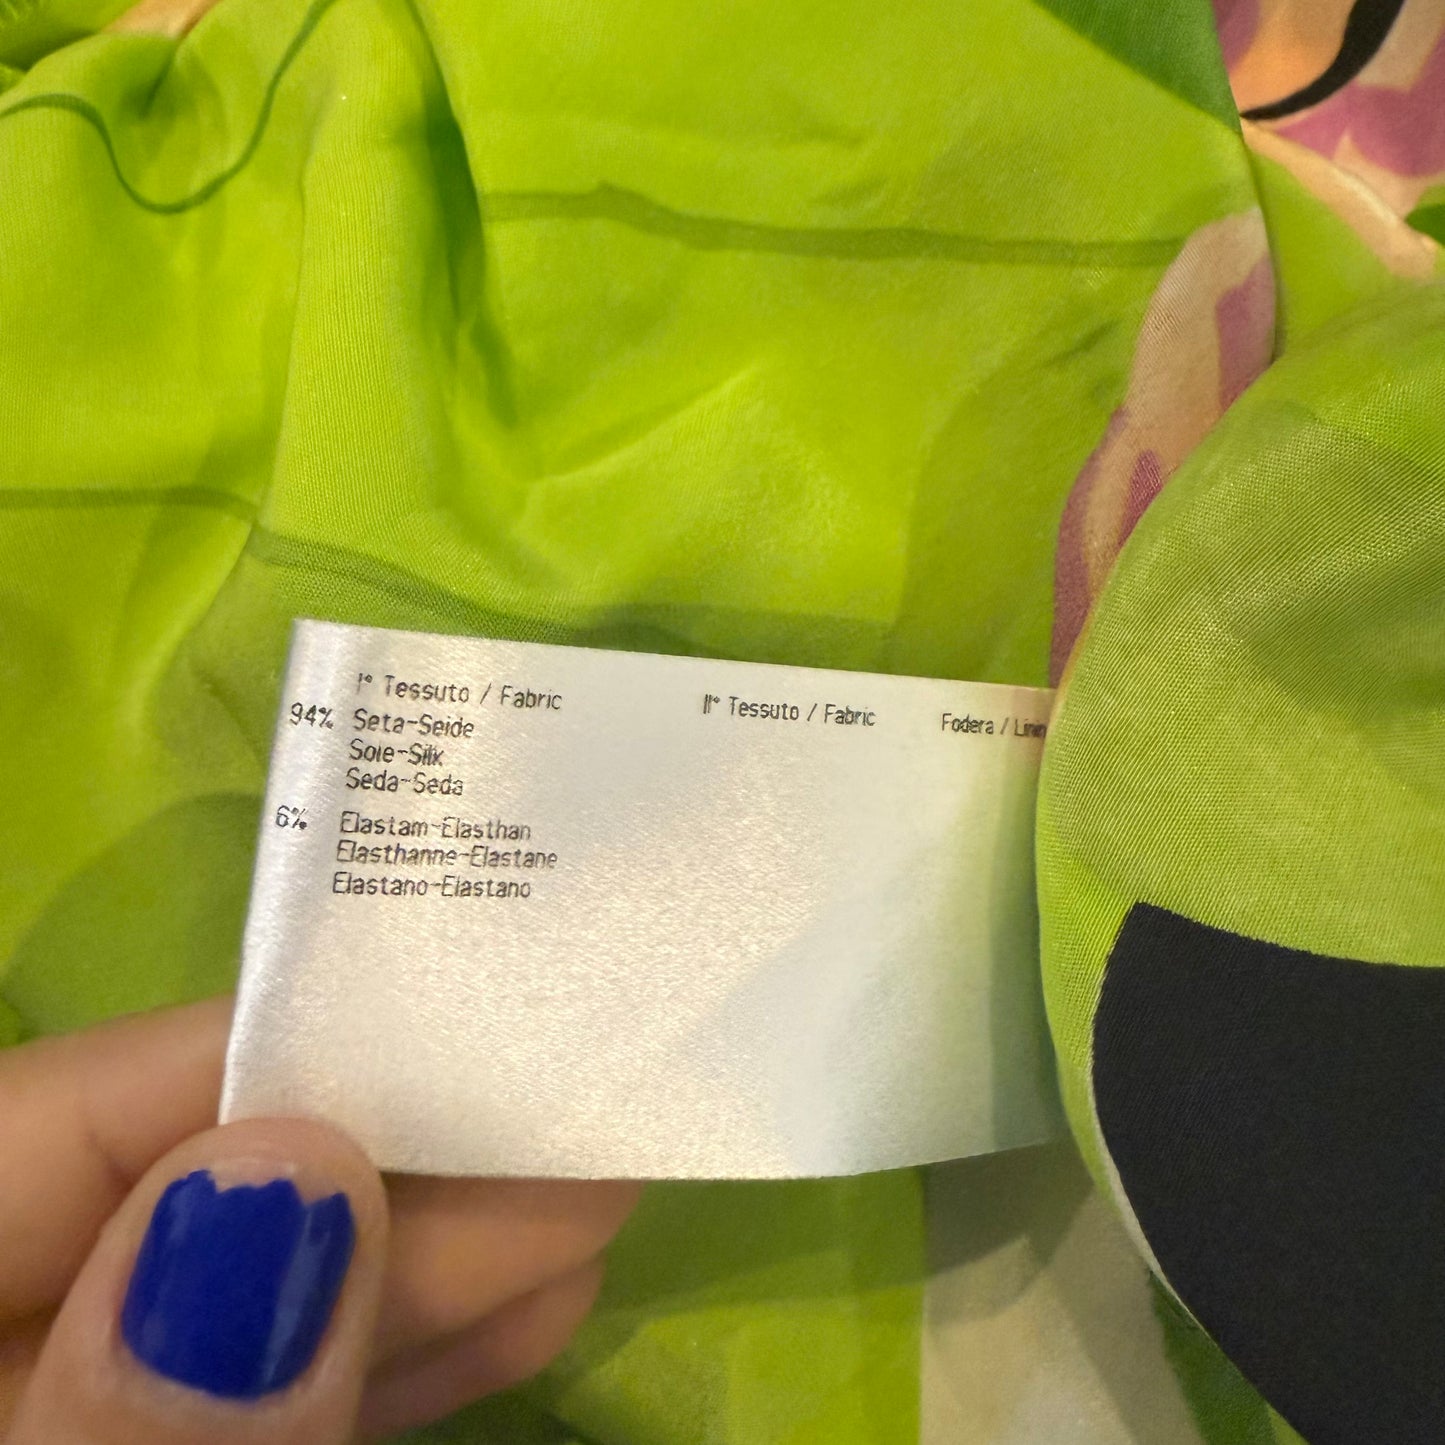 I° Tessuto / Fabric
94% Seta-Seide
Soie-Silk
Seda-Seda
6% Elastam-Elasthan
Elasthanne-Elastane
Elastano-Elastano
II° Tessuto / Fabric
Fodera / Linin